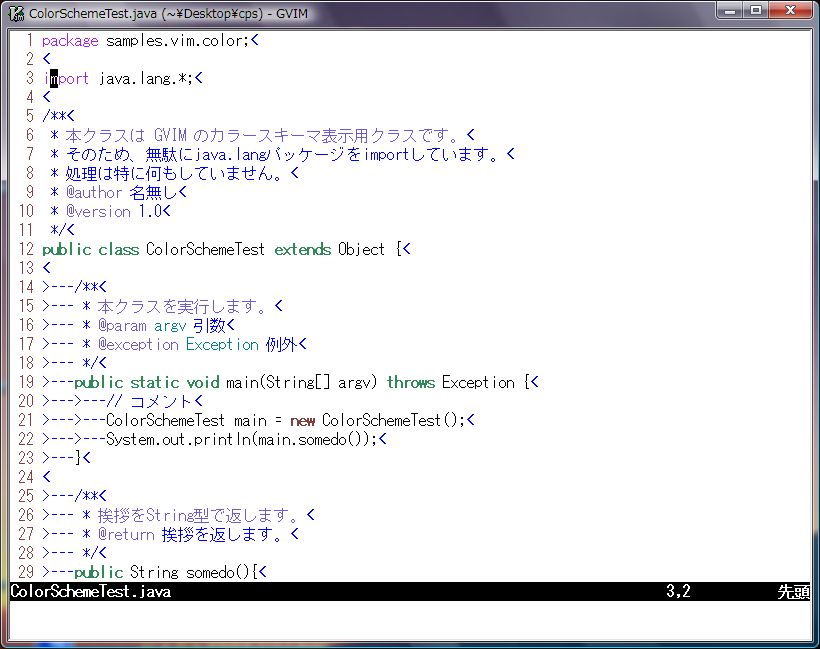 ColorSchemeTest.java (~¥Desktop¥cps) - GVIM
1 package samples.vim.color;<
2 <
3 import java.lang.*;<
4 <
5 /**<
6  * 本クラスは GVIM のカラースキーマ表示用クラスです。<
7  * そのため、無駄にjava.langパッケージをimportしています。<
8  * 処理は特に何もしていません。<
9  * @author 名無し<
10  * @version 1.0<
11  */<
12 public class ColorSchemeTest extends Object {<
13 <
14 >---/**<
15 >--- * 本クラスを実行します。<
16 >--- * @param argv 引数<
17 >--- * @exception Exception 例外<
18 >--- */<
19 >---public static void main(String[] argv) throws Exception {<
20 >--->---// コメント<
21 >--->---ColorSchemeTest main = new ColorSchemeTest();<
22 >--->---System.out.println(main.somedo());<
23 >---}<
24 <
25 >---/**<
26 >--- * 挨拶をString型で返します。<
27 >--- * @return 挨拶を返します。<
28 >--- */<
29 >---public String somedo(){<
ColorSchemeTest.java 3,2 先頭